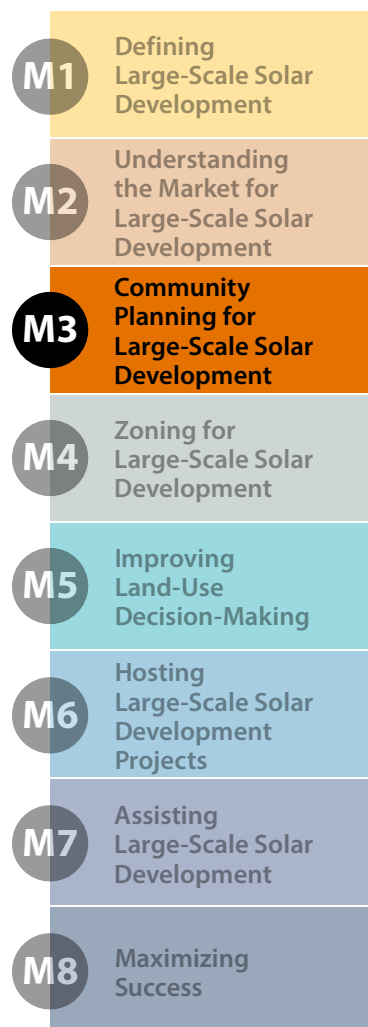 M1
Defining
Large-Scale Solar
Development
M2
Understanding
the Market for
Large-Scale Solar
Development
M3
Community
Planning for
Large-Scale Solar
Development
M4
Zoning for
Large-Scale Solar
Development
M5
Improving
Land-Use
Decision-Making
M6
Hosting
Large-Scale Solar
Development
Projects
M7
Assisting
Large-Scale Solar
Development
M8
Maximizing
Success